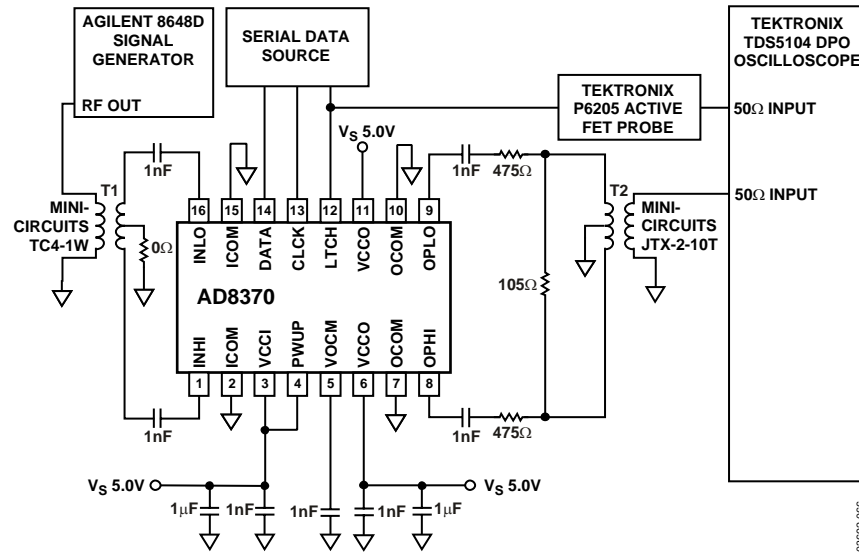 AGILENT 8648D
SIGNAL
GENERATOR
RF OUT
SERIAL DATA
SOURCE
TEKTRONIX
TDS5104 DPO
OSCILLOSCOPE
TEKTRONIX
P6205 ACTIVE
FET PROBE
50Ω INPUT
50Ω INPUT
VS 5.0V
1nF
1nF
475Ω
T1
T2
MINI-
CIRCUITS
TC4-1W
0Ω
MINI-
CIRCUITS
JTX-2-10T
105Ω
16 15 14 13 12 11 10 9
INLO ICOM DATA CLCK LTCH VCCO OCOM OPLO
AD8370
INHI ICOM VCCI PWUP VOCM VCCO OCOM OPHI
1 2 3 4 5 6 7 8
1nF
1nF
475Ω
VS 5.0V
VS 5.0V
1μF
1nF
1nF
1nF
1μF